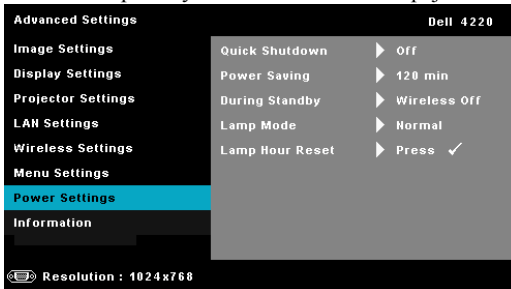 Advanced Settings Dell 4220
Image Settings Quick Shutdown Off
Display Settings Power Saving 120 min
Projector Settings During Standby Wireless Off
LAN Settings Lamp Mode Normal
Wireless Settings Lamp Hour Reset Press ✓
Menu Settings
Power Settings
Information
Resolution : 1024x768